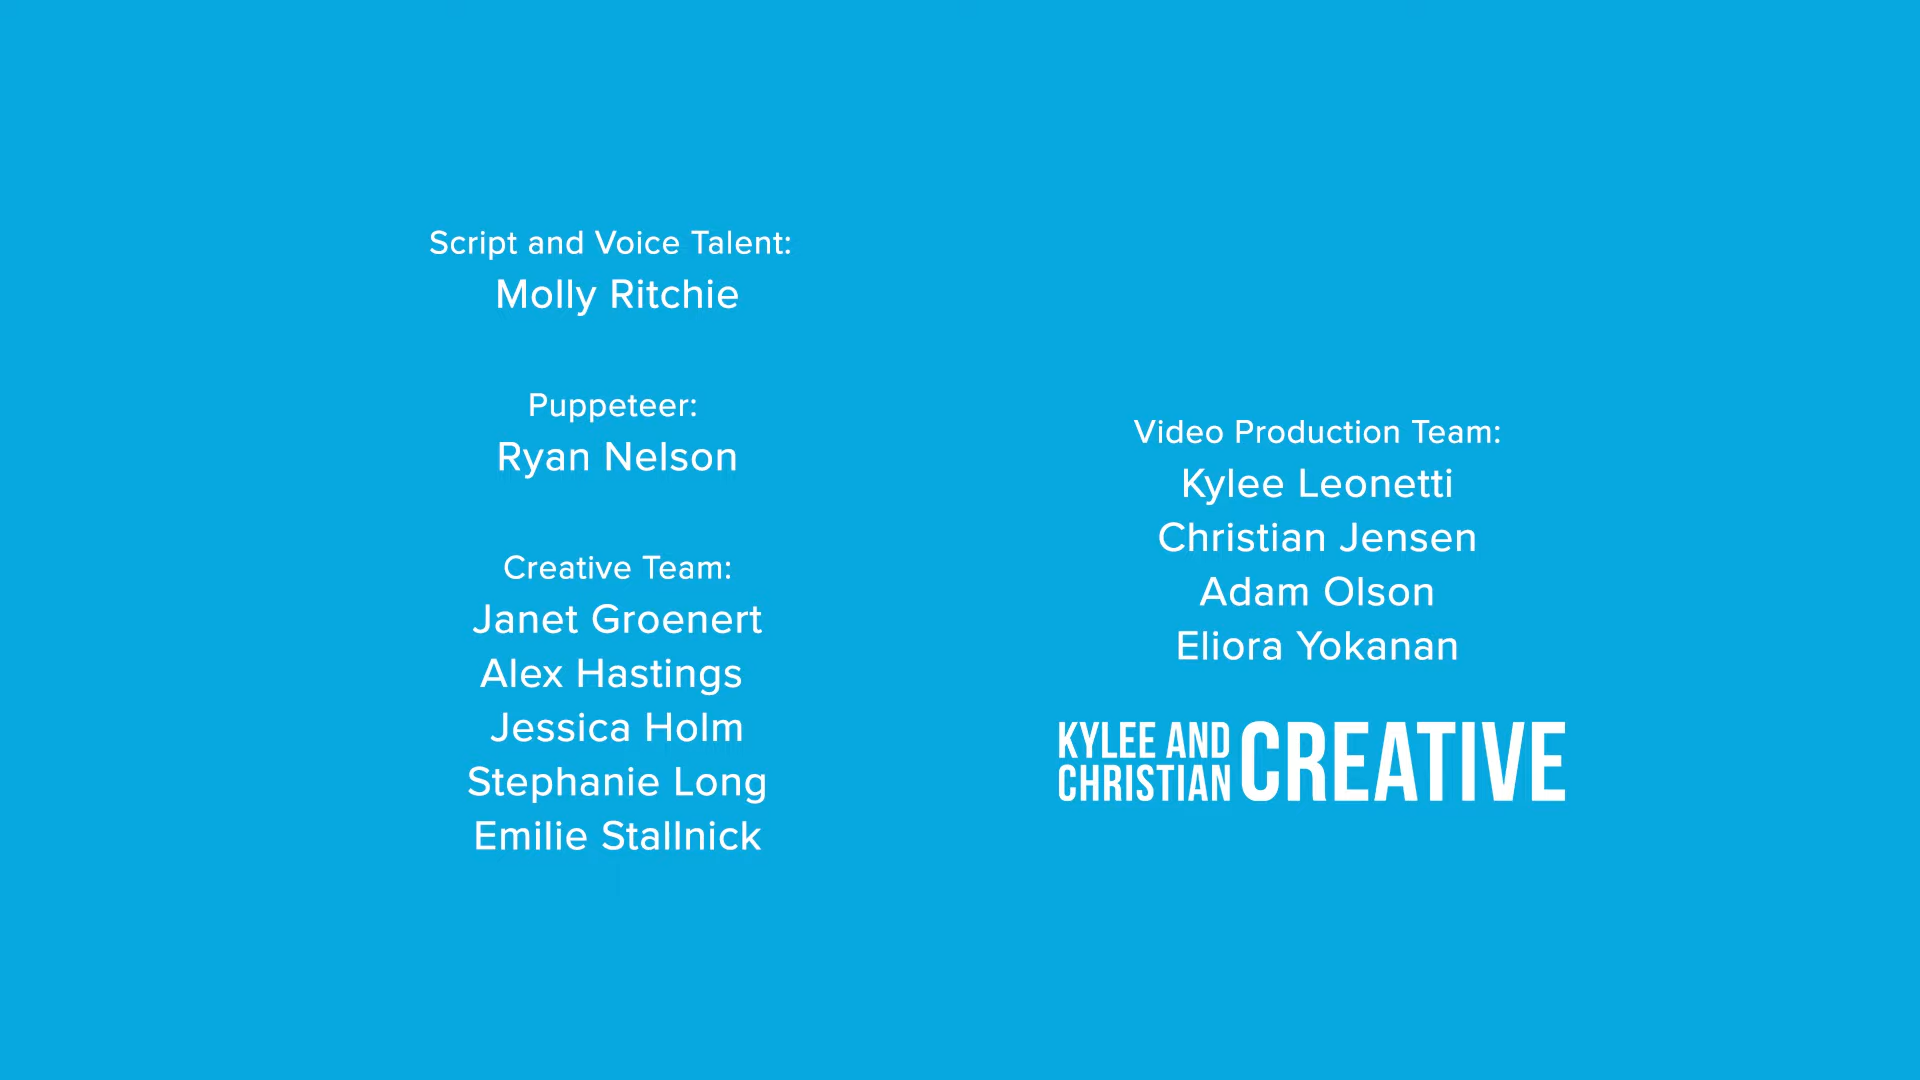 Script and Voice Talent:
Molly Ritchie
Puppeteer:
Ryan Nelson
Creative Team:
Janet Groenert
Alex Hastings
Jessica Holm
Stephanie Long
Emilie Stallnick
Video Production Team:
Kylee Leonetti
Christian Jensen
Adam Olson
Eliora Yokanan
KYLEE AND
CHRISTIAN CREATIVE